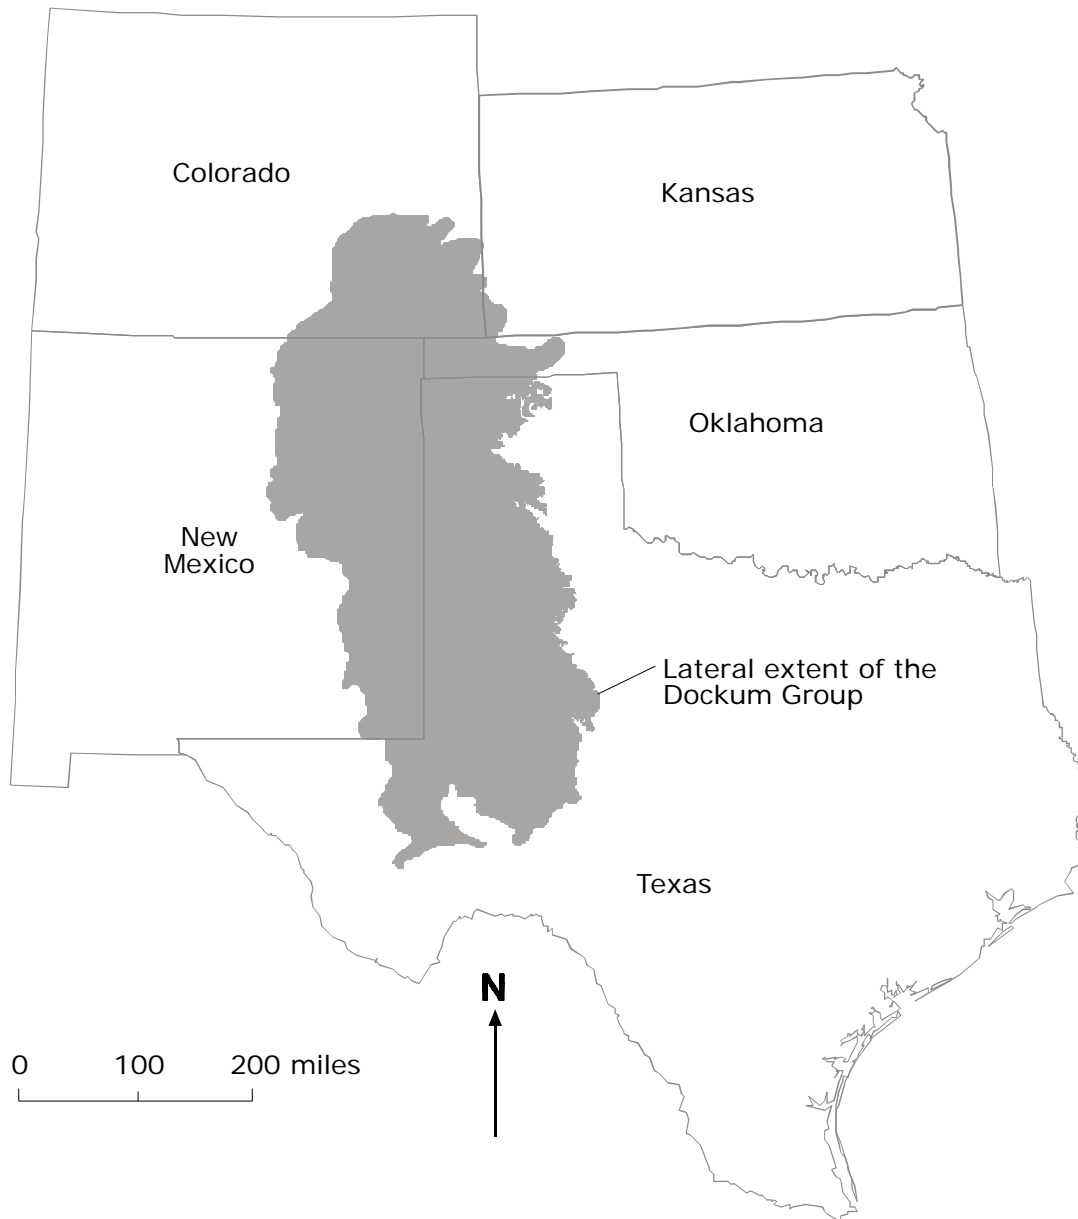 Colorado
Kansas
Oklahoma
New
Mexico
Lateral extent of the
Dockum Group
Texas
N
0 100 200 miles